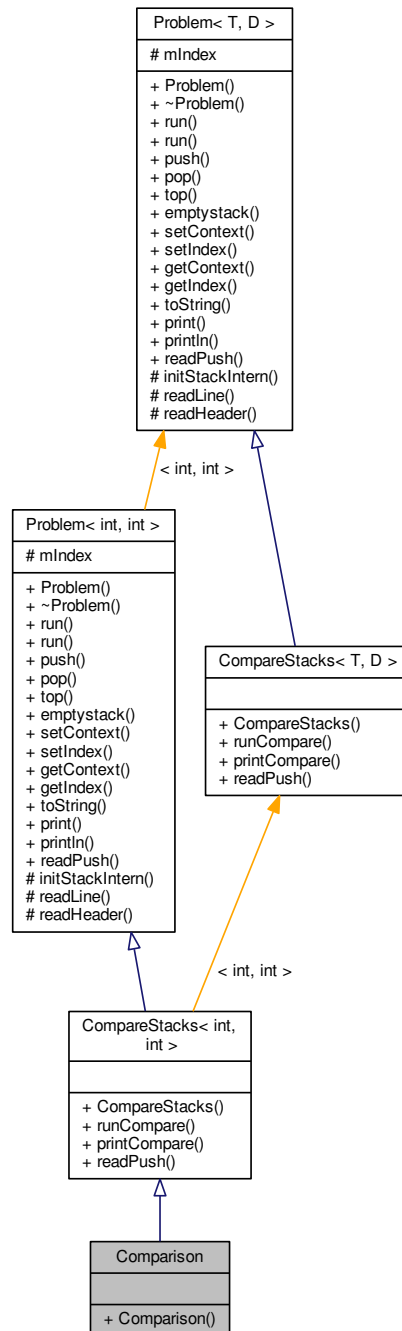 Problem< T, D >
# mIndex
+ Problem()
+ ~Problem()
+ run()
+ run()
+ push()
+ pop()
+ top()
+ emptystack()
+ setContext()
+ setIndex()
+ getContext()
+ getIndex()
+ toString()
+ print()
+ println()
+ readPush()
# initStackIntern()
# readLine()
# readHeader()
< int, int >
Problem< int, int >
# mIndex
+ Problem()
+ ~Problem()
+ run()
+ run()
+ push()
+ pop()
+ top()
+ emptystack()
+ setContext()
+ setIndex()
+ getContext()
+ getIndex()
+ toString()
+ print()
+ println()
+ readPush()
# initStackIntern()
# readLine()
# readHeader()
CompareStacks< T, D >
+ CompareStacks()
+ runCompare()
+ printCompare()
+ readPush()
< int, int >
CompareStacks< int,
int >
+ CompareStacks()
+ runCompare()
+ printCompare()
+ readPush()
Comparison
+ Comparison()